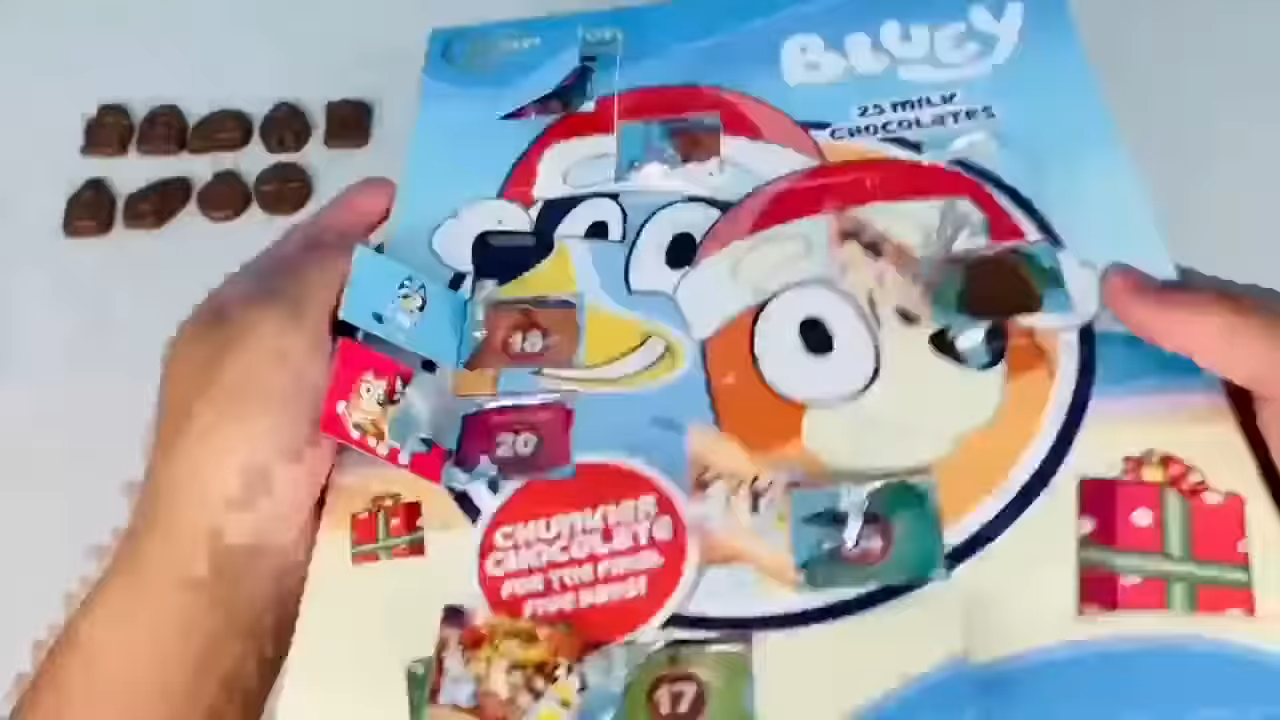 BLUEY
25 MILK
CHOCOLATES
18
20
CHUNKIER
CHOCOLATE
FOR THE FINAL
FIVE DAYS!
17